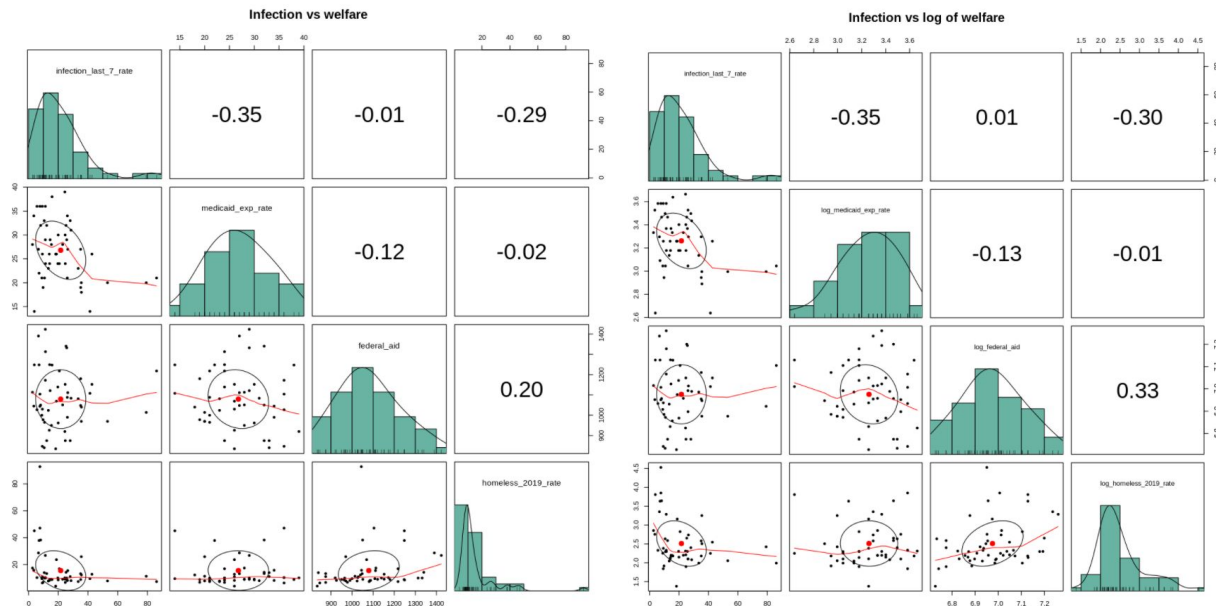 Infection vs welfare
15 20 25 30 35 40
20 40 60 80
infection_last_7_rate
-0.35
-0.01
-0.29
0 20 40 60 80
15 20 25 30 35 40
medicaid_exp_rate
-0.12
-0.02
federal_aid
0.20
900 1000 1200 1400
20 40 60 80
homeless_2019_rate
0 20 40 60 80
900 1000 1100 1200 1300 1400
Infection vs log of welfare
2.6 2.8 3.0 3.2 3.4 3.6
1.5 2.0 2.5 3.0 3.5 4.0 4.5
infection_last_7_rate
-0.35
0.01
-0.30
2.6 2.8 3.0 3.2 3.4 3.6
log_medicaid_exp_rate
-0.13
-0.01
log_federal_aid
0.33
1.5 2.0 2.5 3.0 3.5 4.0 4.5
log_homeless_2019_rate
0 20 40 60 80
6.8 6.9 7.0 7.1 7.2